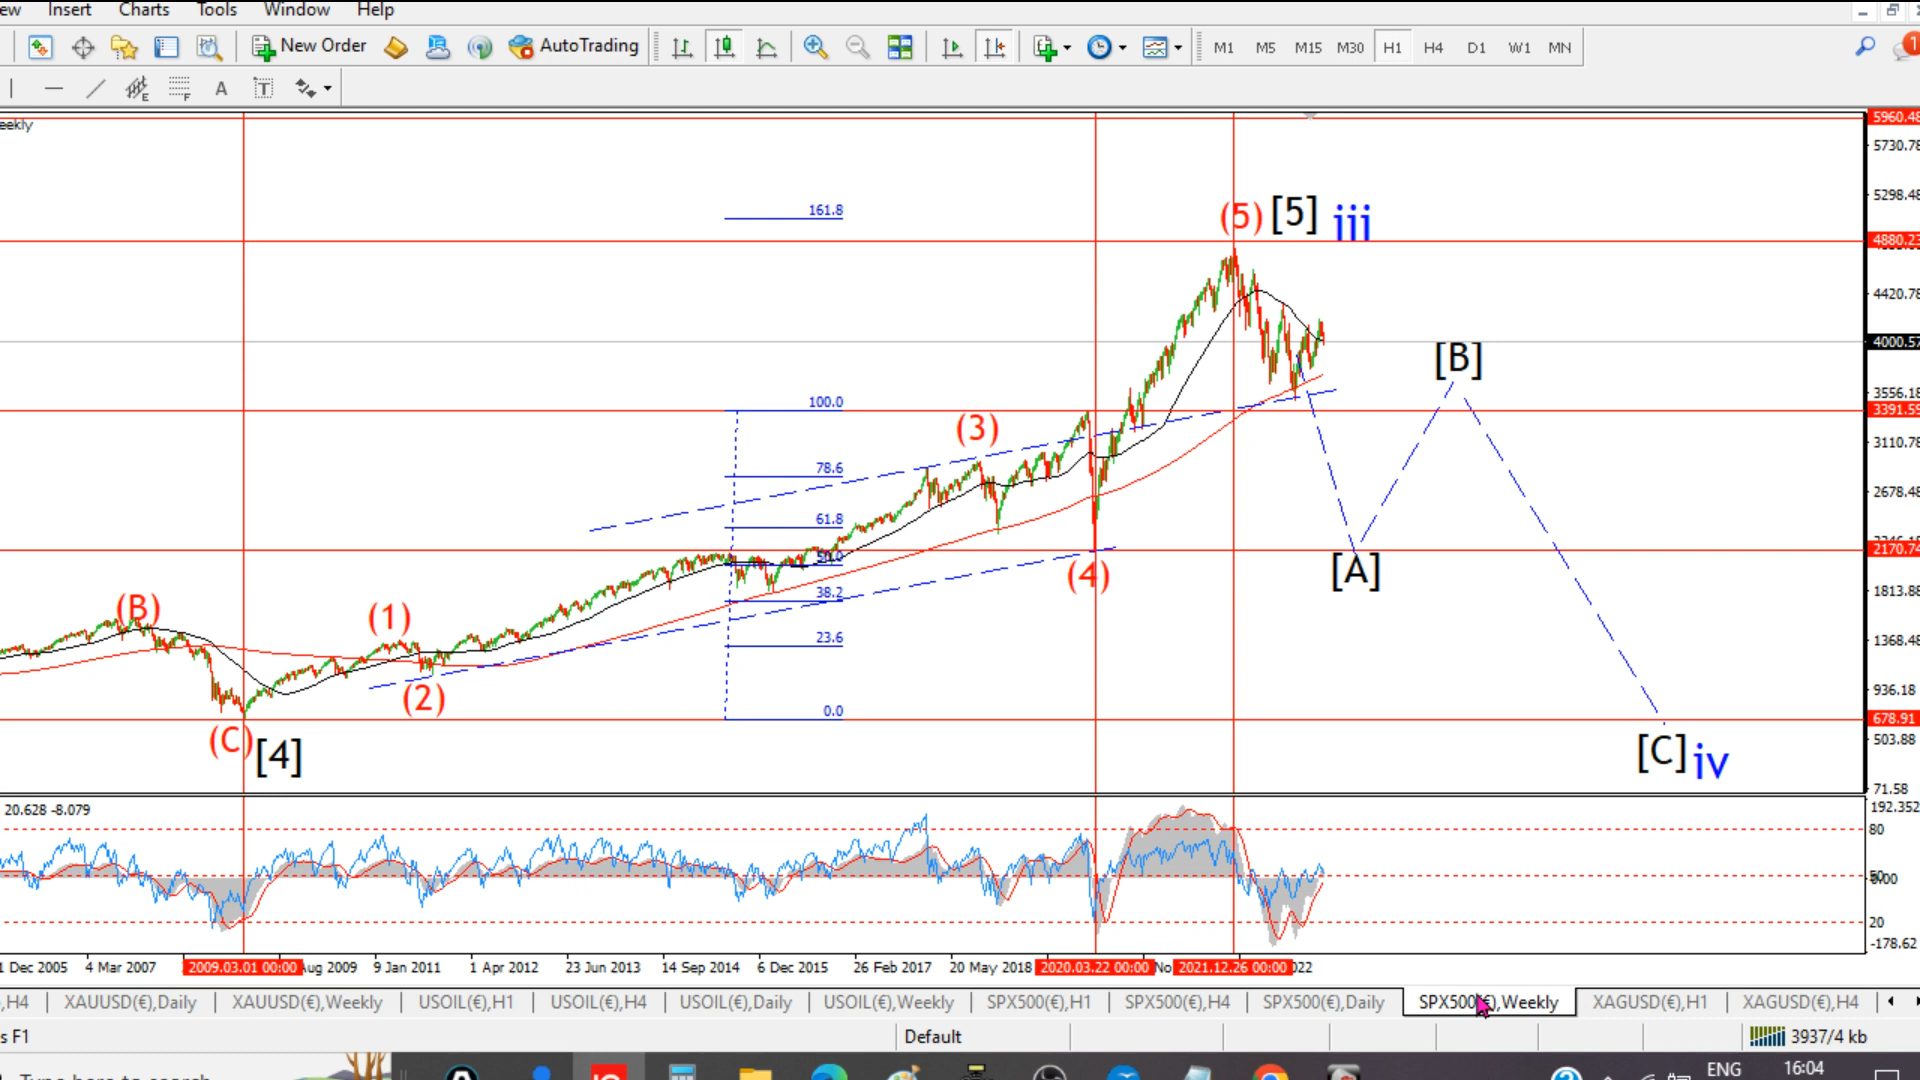 ew Insert Charts Tools Window Help
New Order AutoTrading M1 M5 M15 M30 H1 H4 D1 W1 MN 1
E F A T
eekly
5960.48
5730.78
161.8
5298.48
(5) [5] iii
4880.23
4420.78
4000.57
[B]
3556.18
100.0
3391.59
(3)
3110.78
78.6
2678.48
61.8
2170.74
50.0
(4) [A]
38.2
1813.88
(B) (1)
23.6
1368.48
(2)
936.18
0.0
678.91
(C) [4]
503.88
[C] iv
71.58
20.628 -8.079
192.352
80
20
-178.62
1 Dec 2005 4 Mar 2007 2009.03.01 00:00 Aug 2009 9 Jan 2011 1 Apr 2012 23 Jun 2013 14 Sep 2014 6 Dec 2015 26 Feb 2017 20 May 2018 2020.03.22 00:00 No 2021.12.26 00:00 022
,H4 XAUUSD(€),Daily XAUUSD(€),Weekly USOIL(€),H1 USOIL(€),H4 USOIL(€),Daily USOIL(€),Weekly SPX500(€),H1 SPX500(€),H4 SPX500(€),Daily SPX500(€),Weekly XAGUSD(€),H1 XAGUSD(€),H4
s F1 Default 3937/4 kb
Type here to search ENG 16:04